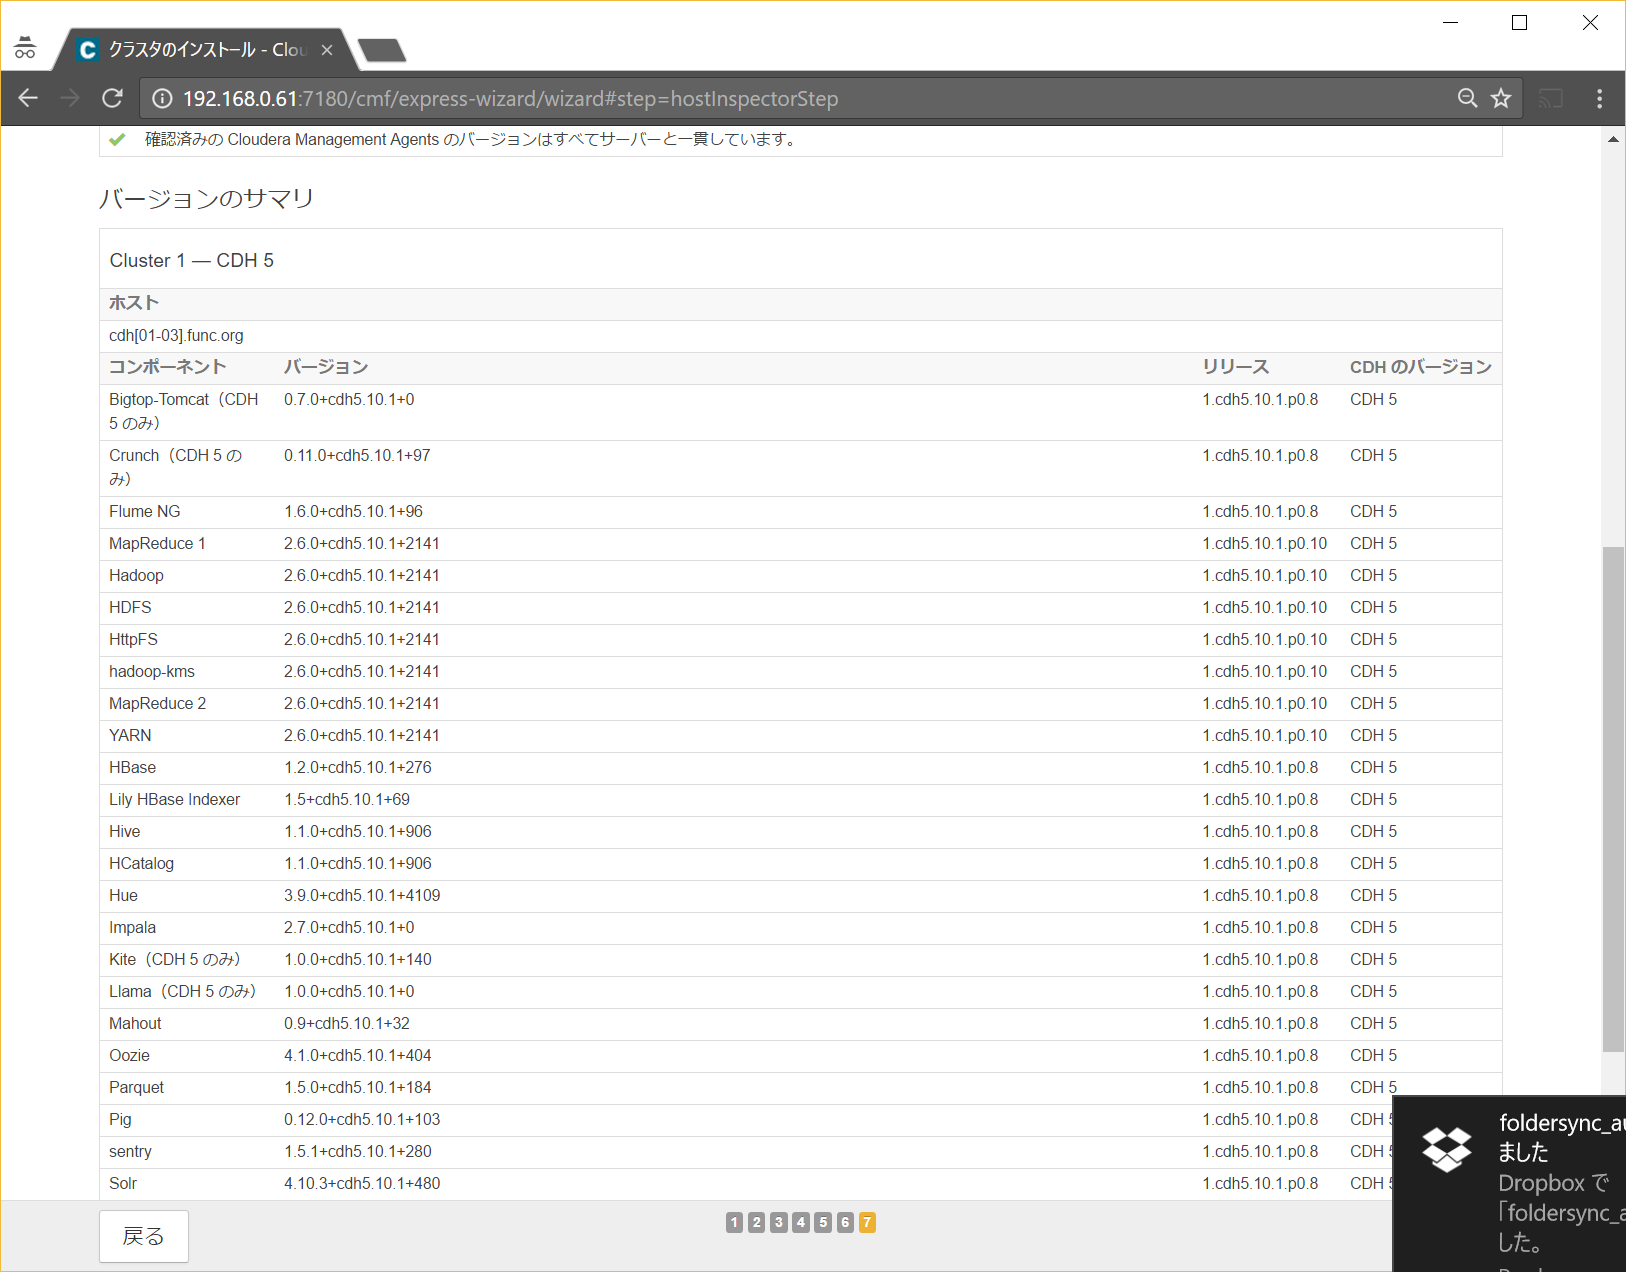 クラスタのインストール - Clou
192.168.0.61:7180/cmf/express-wizard/wizard#step=hostInspectorStep
確認済みの Cloudera Management Agents のバージョンはすべてサーバーと一貫しています。
バージョンのサマリ
Cluster 1 — CDH 5
ホスト
cdh[01-03].func.org
コンポーネント バージョン リリース CDH のバージョン
Bigtop-Tomcat（CDH 0.7.0+cdh5.10.1+0 1.cdh5.10.1.p0.8 CDH 5
5 のみ）
Crunch（CDH 5 の 0.11.0+cdh5.10.1+97 1.cdh5.10.1.p0.8 CDH 5
み）
Flume NG 1.6.0+cdh5.10.1+96 1.cdh5.10.1.p0.8 CDH 5
MapReduce 1 2.6.0+cdh5.10.1+2141 1.cdh5.10.1.p0.10 CDH 5
Hadoop 2.6.0+cdh5.10.1+2141 1.cdh5.10.1.p0.10 CDH 5
HDFS 2.6.0+cdh5.10.1+2141 1.cdh5.10.1.p0.10 CDH 5
HttpFS 2.6.0+cdh5.10.1+2141 1.cdh5.10.1.p0.10 CDH 5
hadoop-kms 2.6.0+cdh5.10.1+2141 1.cdh5.10.1.p0.10 CDH 5
MapReduce 2 2.6.0+cdh5.10.1+2141 1.cdh5.10.1.p0.10 CDH 5
YARN 2.6.0+cdh5.10.1+2141 1.cdh5.10.1.p0.10 CDH 5
HBase 1.2.0+cdh5.10.1+276 1.cdh5.10.1.p0.8 CDH 5
Lily HBase Indexer 1.5+cdh5.10.1+69 1.cdh5.10.1.p0.8 CDH 5
Hive 1.1.0+cdh5.10.1+906 1.cdh5.10.1.p0.8 CDH 5
HCatalog 1.1.0+cdh5.10.1+906 1.cdh5.10.1.p0.8 CDH 5
Hue 3.9.0+cdh5.10.1+4109 1.cdh5.10.1.p0.8 CDH 5
Impala 2.7.0+cdh5.10.1+0 1.cdh5.10.1.p0.8 CDH 5
Kite（CDH 5 のみ） 1.0.0+cdh5.10.1+140 1.cdh5.10.1.p0.8 CDH 5
Llama（CDH 5 のみ） 1.0.0+cdh5.10.1+0 1.cdh5.10.1.p0.8 CDH 5
Mahout 0.9+cdh5.10.1+32 1.cdh5.10.1.p0.8 CDH 5
Oozie 4.1.0+cdh5.10.1+404 1.cdh5.10.1.p0.8 CDH 5
Parquet 1.5.0+cdh5.10.1+184 1.cdh5.10.1.p0.8 CDH 5
Pig 0.12.0+cdh5.10.1+103 1.cdh5.10.1.p0.8 CDH 5
sentry 1.5.1+cdh5.10.1+280 1.cdh5.10.1.p0.8 CDH 5
Solr 4.10.3+cdh5.10.1+480 1.cdh5.10.1.p0.8 CDH 5
戻る
1 2 3 4 5 6 7
foldersync_au
ました
Dropbox で
「foldersync_a
した。